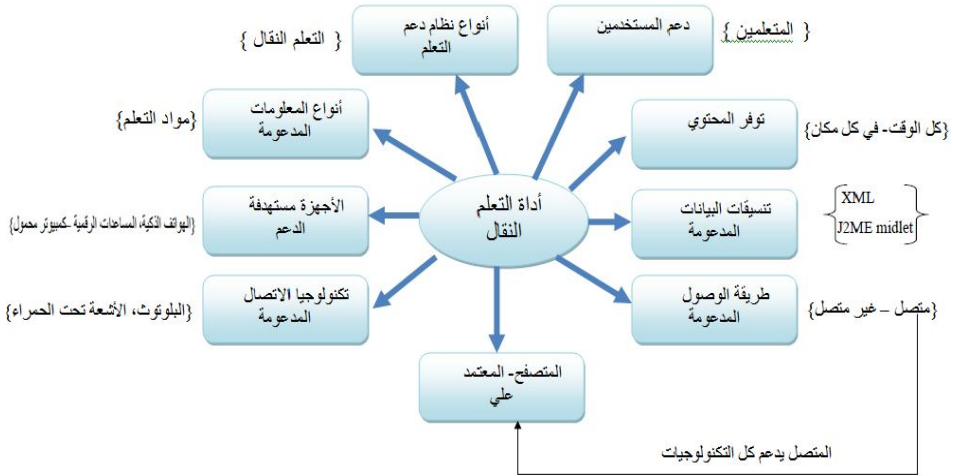 دعم المستخدمين
{ المتعلمين }
أنواع نظام دعم
التعلم
{ التعلم النقال }
توفر المحتوي
{كل الوقت- في كل مكان}
أنواع المعلومات
المدعومة
{مواد التعلم}
أداة التعلم
النقال
تنسيقات البيانات
المدعومة
{XML
J2ME midlet}
الأجهزة مستهدفة
الدعم
{الهواتف الذكية، الساعات الرقمية -كمبيوتر محمول}
طريقة الوصول
المدعومة
{متصل – غير متصل}
تكنولوجيا الاتصال
المدعومة
{البلوتوث، الأشعة تحت الحمراء}
المتصفح- المعتمد
علي
المتصل يدعم كل التكنولوجيات